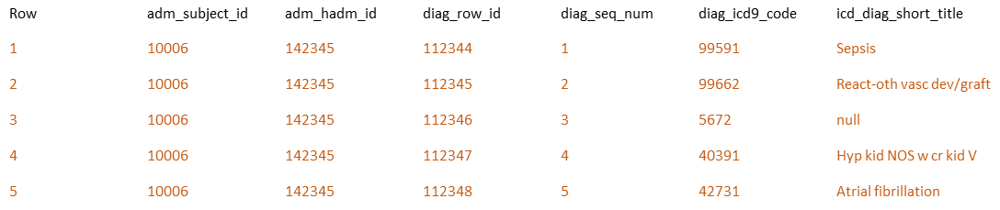 Row adm_subject_id adm_hadm_id diag_row_id diag_seq_num diag_icd9_code icd_diag_short_title
1 10006 142345 112344 1 99591 Sepsis
2 10006 142345 112345 2 99662 React-oth vasc dev/graft
3 10006 142345 112346 3 5672 null
4 10006 142345 112347 4 40391 Hyp kid NOS w cr kid V
5 10006 142345 112348 5 42731 Atrial fibrillation